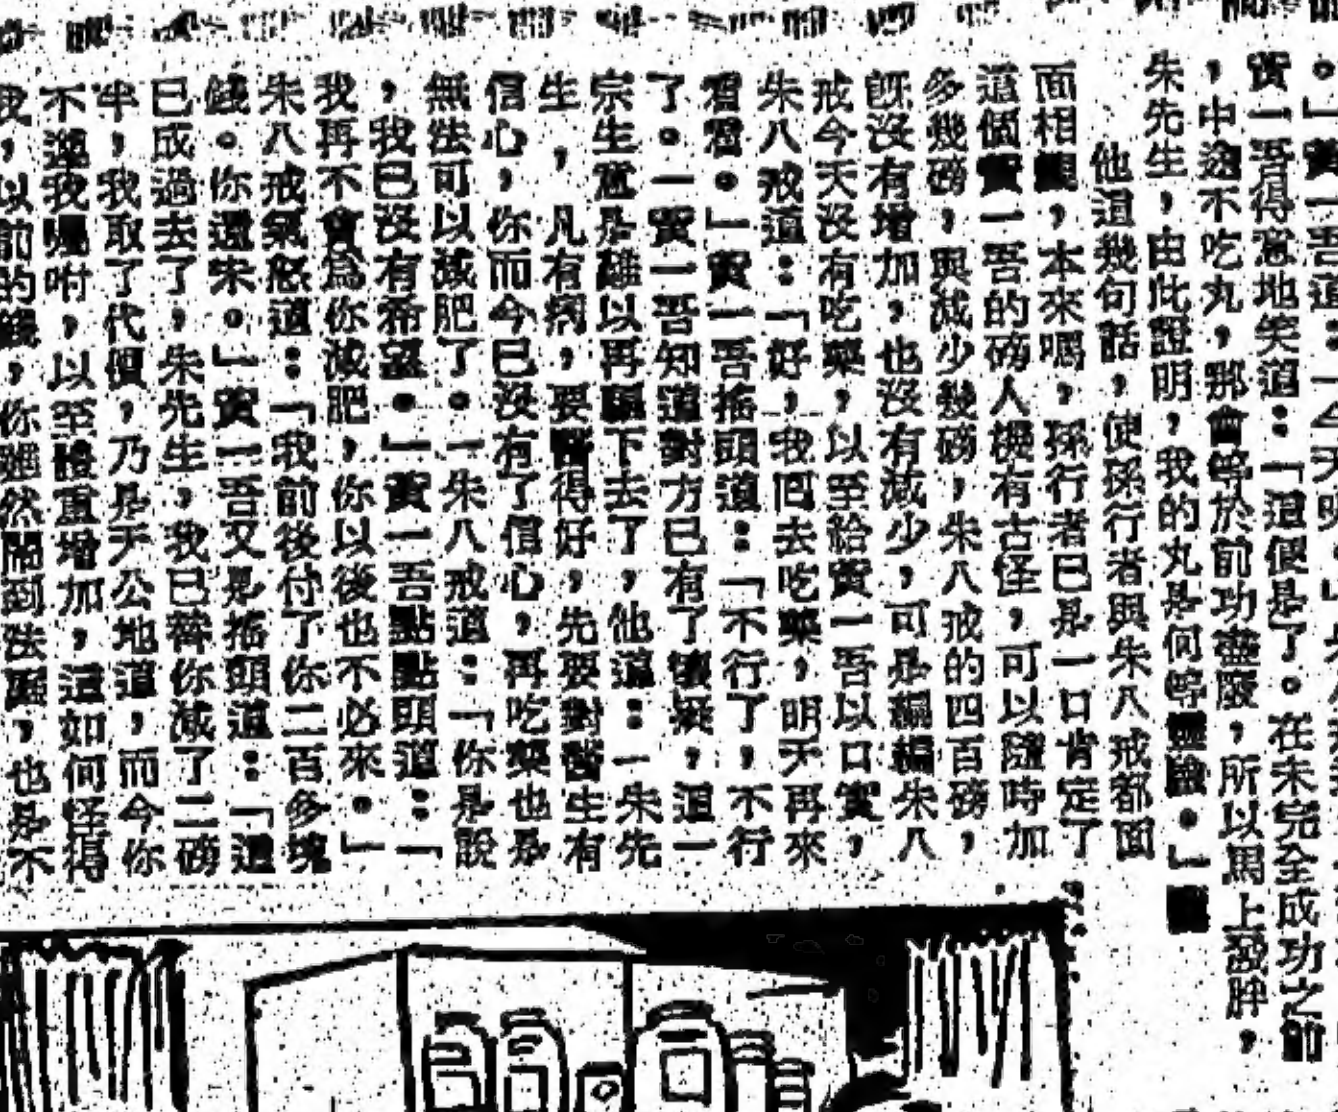 。」賣一吾道：
賣一吾得意地笑道：「這便是了。在未完全成功之前
，中途不吃丸，那會等於前功盡廢，所以馬上發胖，
朱先生，由此證明，我的丸是何等靈驗。」
他這幾句話，使孫行者與朱八戒都面
面相覷，本來嗎，孫行者已是一口肯定了
這個賣一吾的磅人機有古怪，可以隨時加
多幾磅，與減少幾磅，朱八戒的四百磅，
既沒有增加，也沒有減少，可是編編朱八
戒今天沒有吃藥，以至給賣一吾以口實，
朱八戒道：「好，我回去吃藥，明天再來
看看。」賣一吾搖頭道：「不行了，不行
了。一賣一吾知道對方已有了懷疑，這一
宗生意是難以再騙下去了，他道：一朱先
生，凡有病，要醫得好，先要對醫生有
信心，你而今已沒有了信心，再吃藥也是
無法可以減肥了。一朱八戒道：「你是說
，我已沒有希望。」賣一吾點點頭道：「
我再不會為你減肥，你以後也不必來。」
朱八戒氣怒道：「我前後付了你二百多塊
錢。你還來。」賣一吾又是搖頭道：「這
已成過去了，朱先生，我已替你減了二磅
半，我取了代價，乃是天公地道，而今你
不遵我囑咐，以至體重增加，這如何怪得
我，以前的錢，你雖然鬧到法庭，也是不